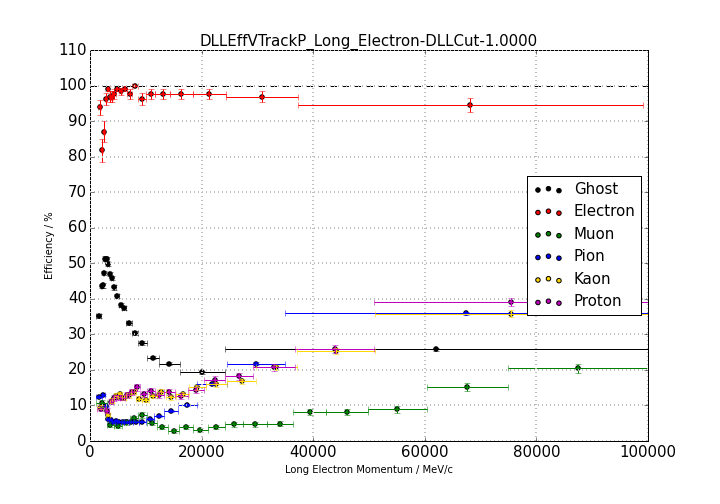 DLLEffVTrackP_Long_Electron-DLLCut-1.0000
110
100
90
80
70
60
50
40
30
20
10
0
Efficiency / %
Ghost
Electron
Muon
Pion
Kaon
Proton
0 20000 40000 60000 80000 100000
Long Electron Momentum / MeV/c